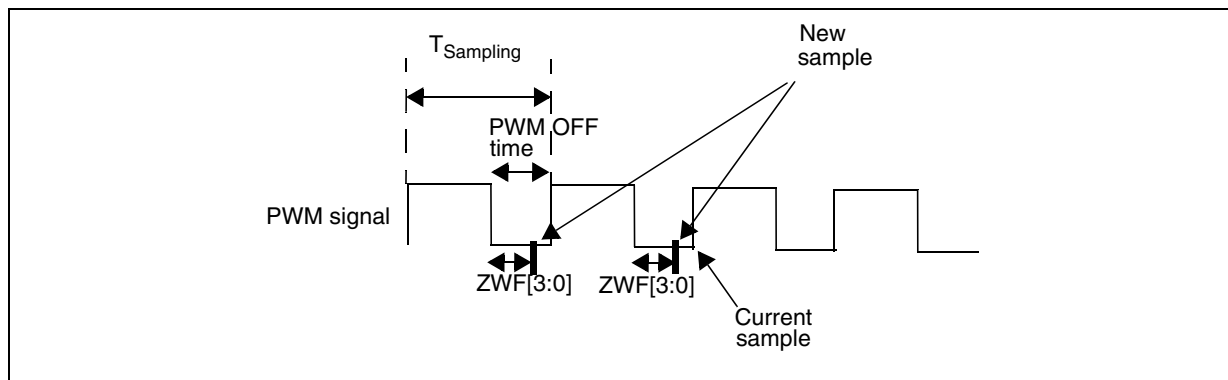 T_Sampling
New
sample
PWM OFF
time
PWM signal
ZWF[3:0]
ZWF[3:0]
Current
sample